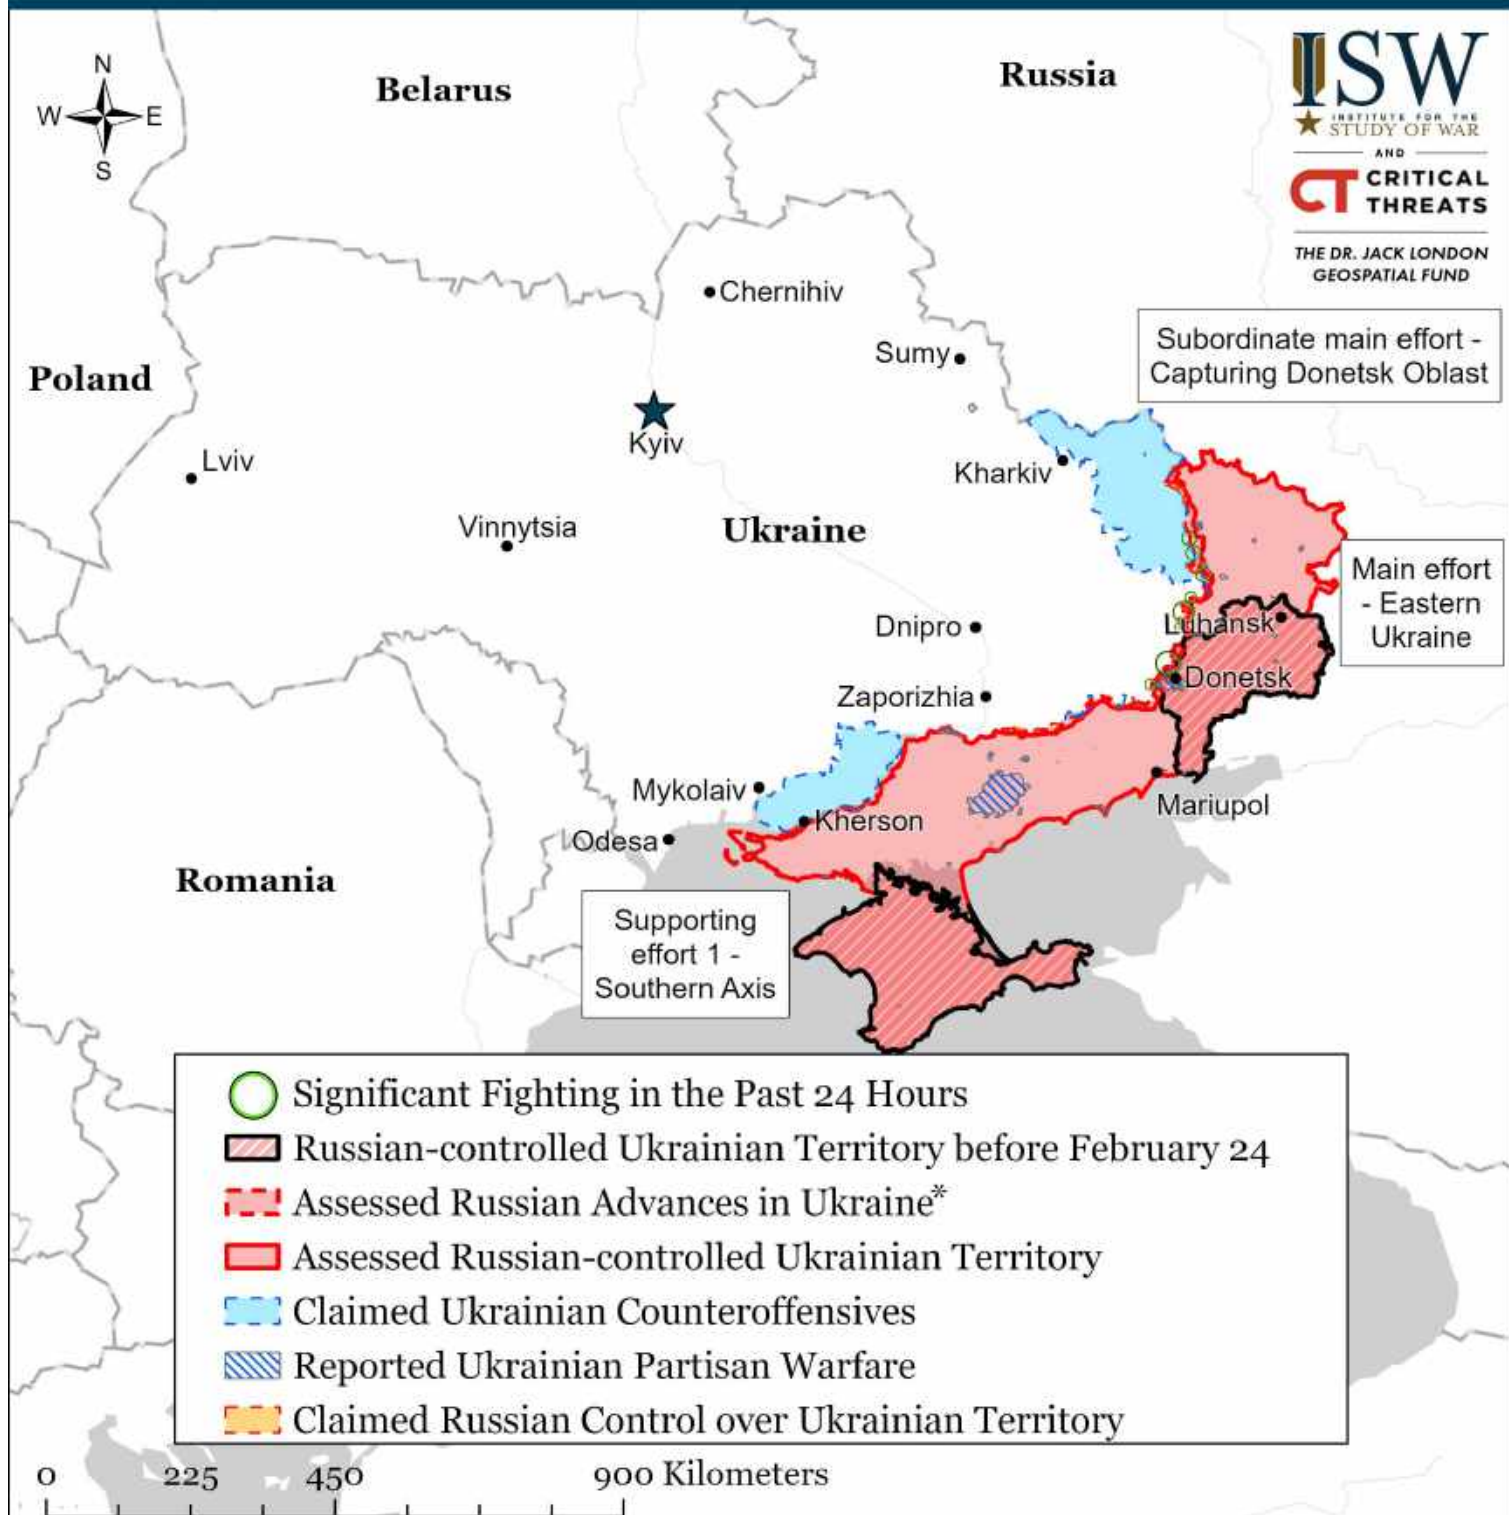 N
W
E
S
Belarus
Russia
ISW
INSTITUTE FOR THE
STUDY OF WAR
AND
CT CRITICAL
THREATS
THE DR. JACK LONDON
GEOSPATIAL FUND
Chernihiv
Sumy
Subordinate main effort -
Capturing Donetsk Oblast
Poland
Kyiv
Lviv
Kharkiv
Vinnytsia
Ukraine
Main effort
- Eastern
Ukraine
Dnipro
Luhansk
Donetsk
Zaporizhia
Mykolaiv
Mariupol
Kherson
Odesa
Romania
Supporting
effort 1 -
Southern Axis
Significant Fighting in the Past 24 Hours
Russian-controlled Ukrainian Territory before February 24
Assessed Russian Advances in Ukraine*
Assessed Russian-controlled Ukrainian Territory
Claimed Ukrainian Counteroffensives
Reported Ukrainian Partisan Warfare
Claimed Russian Control over Ukrainian Territory
0 225 450 900 Kilometers